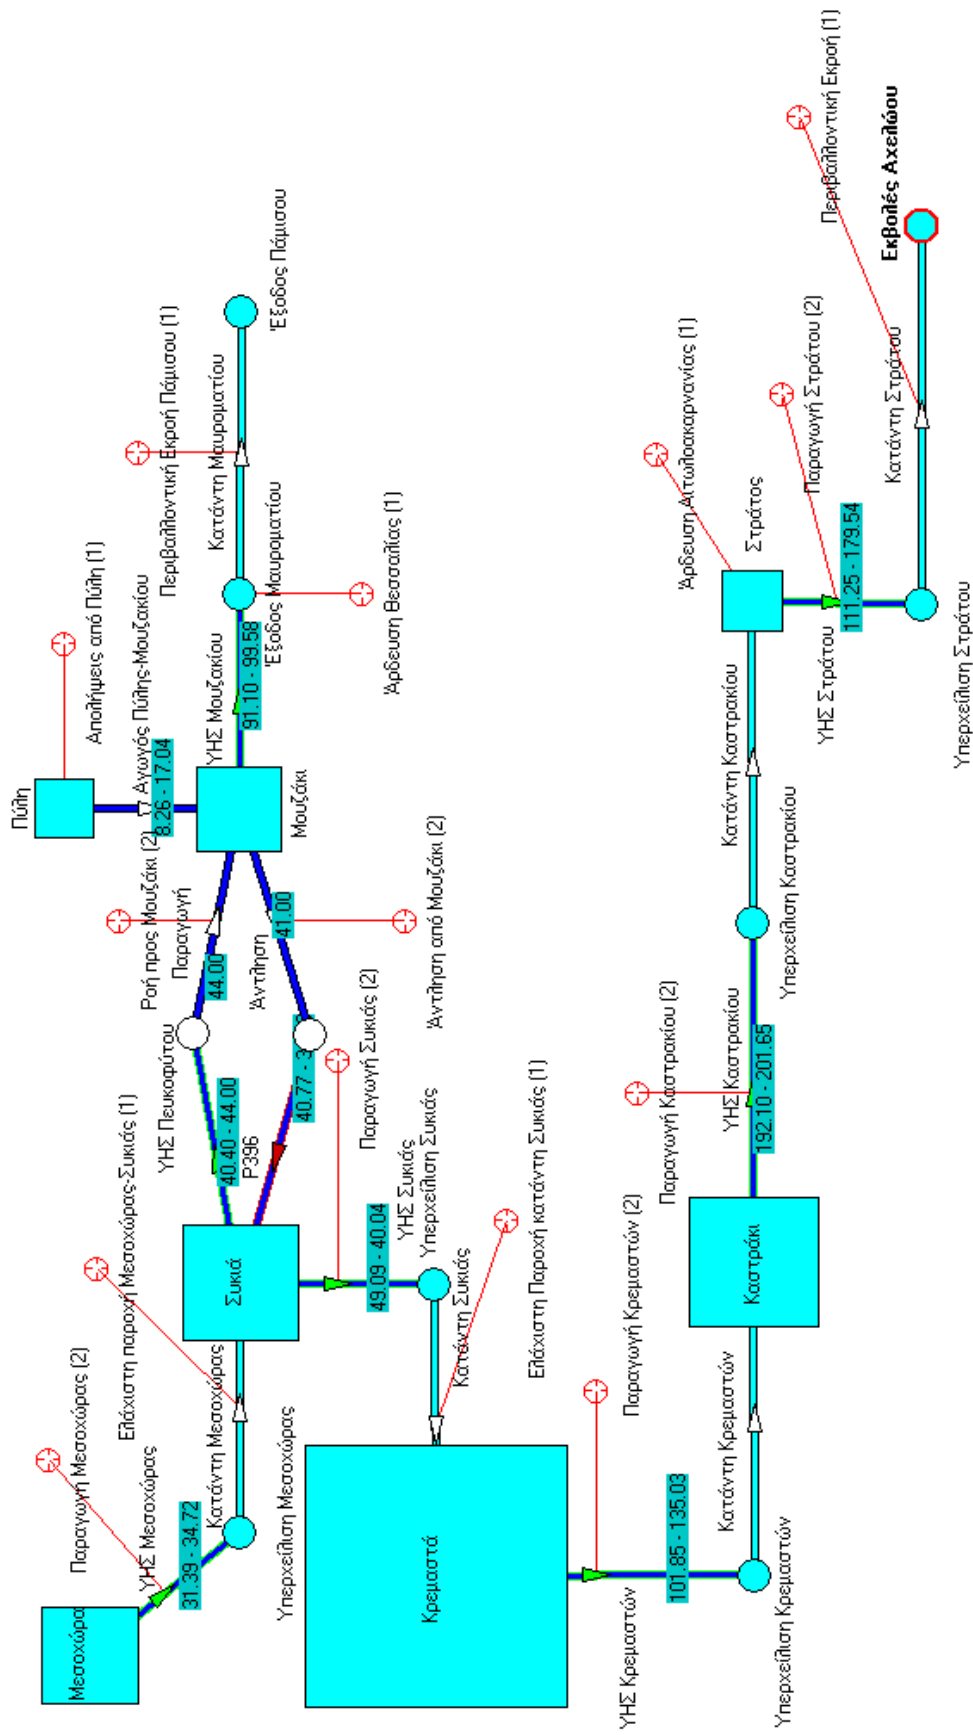 Μεσοχώρα
Παραγωγή Μεσοχώρας (2)
ΥΗΣ Μεσοχώρας
31.39 - 34.72
Κατάντη Μεσοχώρας
Υπερχείλιση Μεσοχώρας
Ελάχιστη παροχή Μεσοχώρας-Συκιάς (1)
Συκιά
ΥΗΣ Πευκοφύτου
40.40 - 44.00
P396
40.77 - 3
Παραγωγή Συκιάς (2)
49.09 - 40.04
ΥΗΣ Συκιάς
Υπερχείλιση Συκιάς
Κατάντη Συκιάς
Ελάχιστη Παροχή κατάντη Συκιάς (1)
Ροή προς Μουζάκι (2)
Παραγωγή
44.00
Άντληση
41.00
Άντληση από Μουζάκι (2)
Πύλη
Απολήψεις από Πύλη (1)
Αγωγός Πύλης-Μουζακίου
8.26 - 17.04
Μουζάκι
ΥΗΣ Μουζακίου
91.10 - 99.58
Έξοδος Μαυροματίου
Περιβαλλοντική Εκροή Πάμισου (1)
Κατάντη Μαυροματίου
Άρδευση Θεσσαλίας (1)
Έξοδος Πάμισου
Κρεμαστά
ΥΗΣ Κρεμαστών
Παραγωγή Κρεμαστών (2)
101.85 - 135.03
Κατάντη Κρεμαστών
Υπερχείλιση Κρεμαστών
Καστράκι
Παραγωγή Καστρακίου (2)
ΥΗΣ Καστρακίου
192.10 - 201.65
Κατάντη Καστρακίου
Υπερχείλιση Καστρακίου
Άρδευση Αιτωλοακαρνανίας (1)
Στράτος
Παραγωγή Στράτου (2)
ΥΗΣ Στράτου
111.25 - 179.54
Κατάντη Στράτου
Υπερχείλιση Στράτου
Περιβαλλοντική Εκροή (1)
Εκβολές Αχελώου